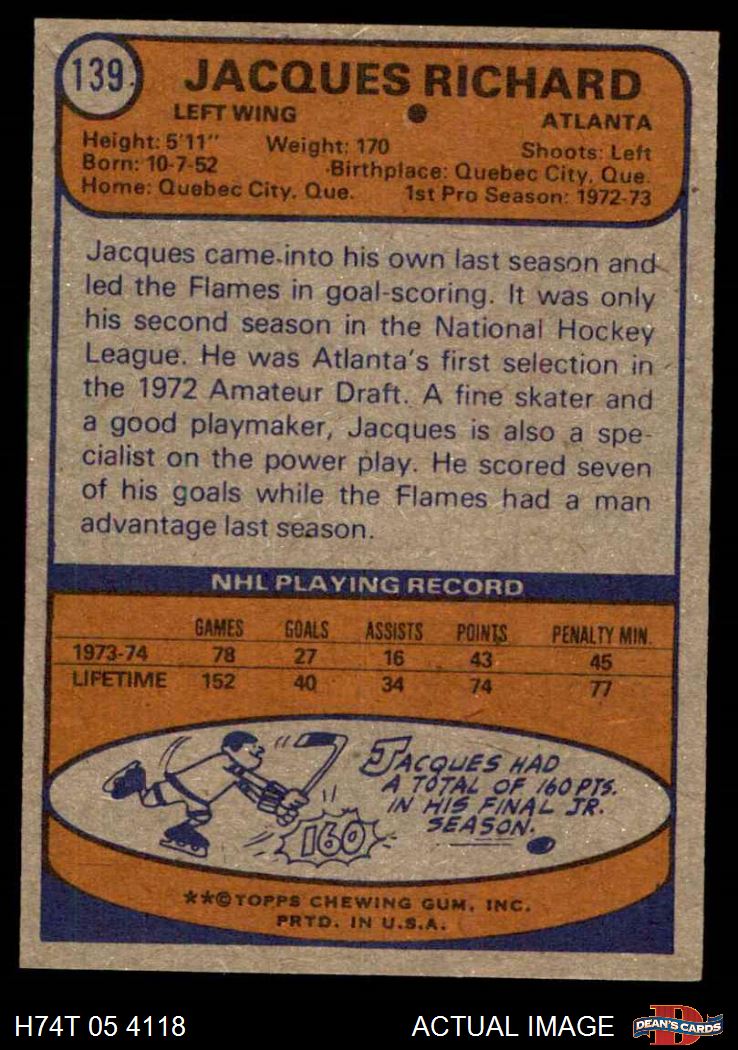 139
JACQUES RICHARD
LEFT WING
ATLANTA
Height: 5'11"
Weight: 170
Shoots: Left
Born: 10-7-52
Birthplace: Quebec City, Que.
Home: Quebec City, Que.
1st Pro Season: 1972-73
Jacques came into his own last season and
led the Flames in goal-scoring. It was only
his second season in the National Hockey
League. He was Atlanta's first selection in
the 1972 Amateur Draft. A fine skater and
a good playmaker, Jacques is also a spe-
cialist on the power play. He scored seven
of his goals while the Flames had a man
advantage last season.
NHL PLAYING RECORD
GAMES GOALS ASSISTS POINTS PENALTY MIN.
1973-74 78 27 16 43 45
LIFETIME 152 40 34 74 77
JACQUES HAD
A TOTAL OF 160 PTS.
IN HIS FINAL JR.
SEASON.
160
**©TOPPS CHEWING GUM, INC.
PRTD. IN U.S.A.
H74T 05 4118
ACTUAL IMAGE
D
DEAN'S CARDS